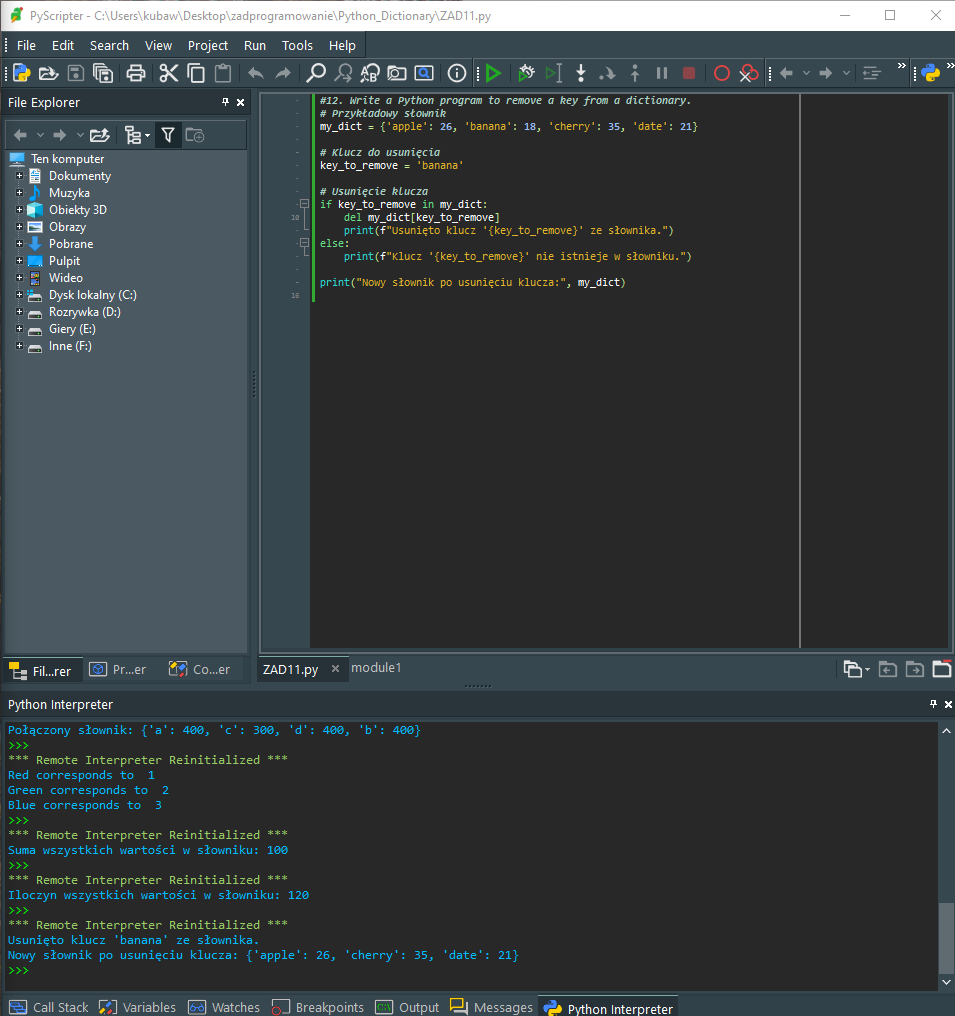 PyScripter - C:\Users\kubaw\Desktop\zadprogramowanie\Python_Dictionary\ZAD11.py
File Edit Search View Project Run Tools Help
File Explorer
Ten komputer
Dokumenty
Muzyka
Obiekty 3D
Obrazy
Pobrane
Pulpit
Wideo
Dysk lokalny (C:)
Rozrywka (D:)
Giery (E:)
Inne (F:)
Fil...rer Pr...er Co...er
#12. Write a Python program to remove a key from a dictionary.
# Przykładowy słownik
my_dict = {'apple': 26, 'banana': 18, 'cherry': 35, 'date': 21}
# Klucz do usunięcia
key_to_remove = 'banana'
# Usunięcie klucza
if key_to_remove in my_dict:
10 del my_dict[key_to_remove]
print(f"Usunięto klucz '{key_to_remove}' ze słownika.")
else:
print(f"Klucz '{key_to_remove}' nie istnieje w słowniku.")
print("Nowy słownik po usunięciu klucza:", my_dict)
16
ZAD11.py × module1
Python Interpreter
Połączony słownik: {'a': 400, 'c': 300, 'd': 400, 'b': 400}
>>>
*** Remote Interpreter Reinitialized ***
Red corresponds to  1
Green corresponds to  2
Blue corresponds to  3
>>>
*** Remote Interpreter Reinitialized ***
Suma wszystkich wartości w słowniku: 100
>>>
*** Remote Interpreter Reinitialized ***
Iloczyn wszystkich wartości w słowniku: 120
>>>
*** Remote Interpreter Reinitialized ***
Usunięto klucz 'banana' ze słownika.
Nowy słownik po usunięciu klucza: {'apple': 26, 'cherry': 35, 'date': 21}
>>>
Call Stack Variables Watches Breakpoints Output Messages Python Interpreter